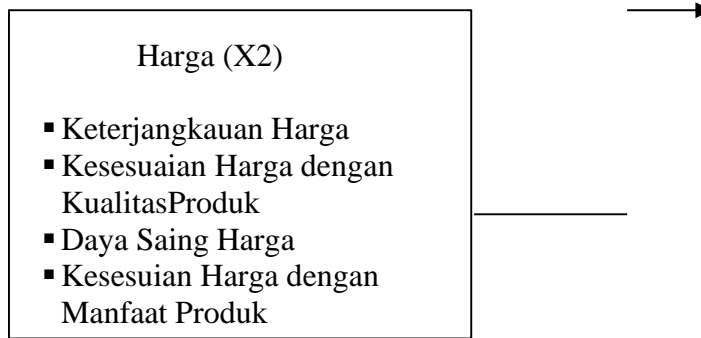 Harga (X2)
▪ Keterjangkauan Harga
▪ Kesesuaian Harga dengan
KualitasProduk
▪ Daya Saing Harga
▪ Kesesuian Harga dengan
Manfaat Produk